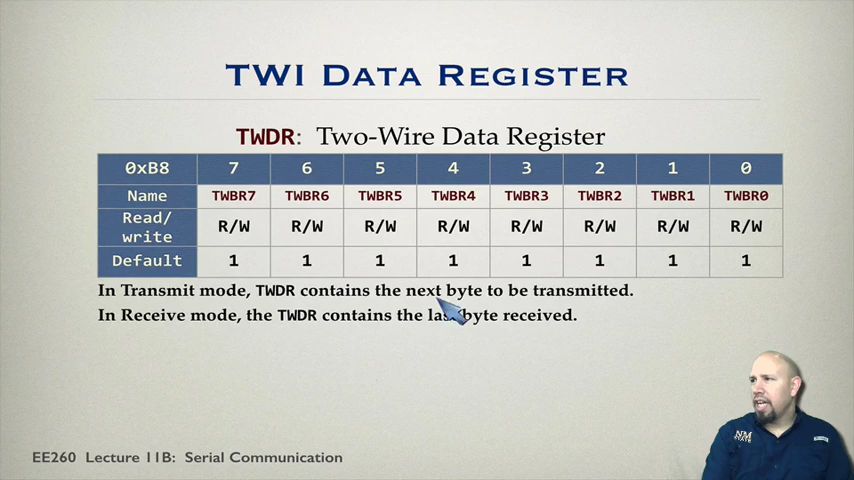 TWI DATA REGISTER
TWDR: Two-Wire Data Register
0xB8 7 6 5 4 3 2 1 0
Name TWBR7 TWBR6 TWBR5 TWBR4 TWBR3 TWBR2 TWBR1 TWBR0
Read/
write R/W R/W R/W R/W R/W R/W R/W R/W
Default 1 1 1 1 1 1 1 1
In Transmit mode, TWDR contains the next byte to be transmitted.
In Receive mode, the TWDR contains the last byte received.
NM
STATE
EE260 Lecture 11B: Serial Communication